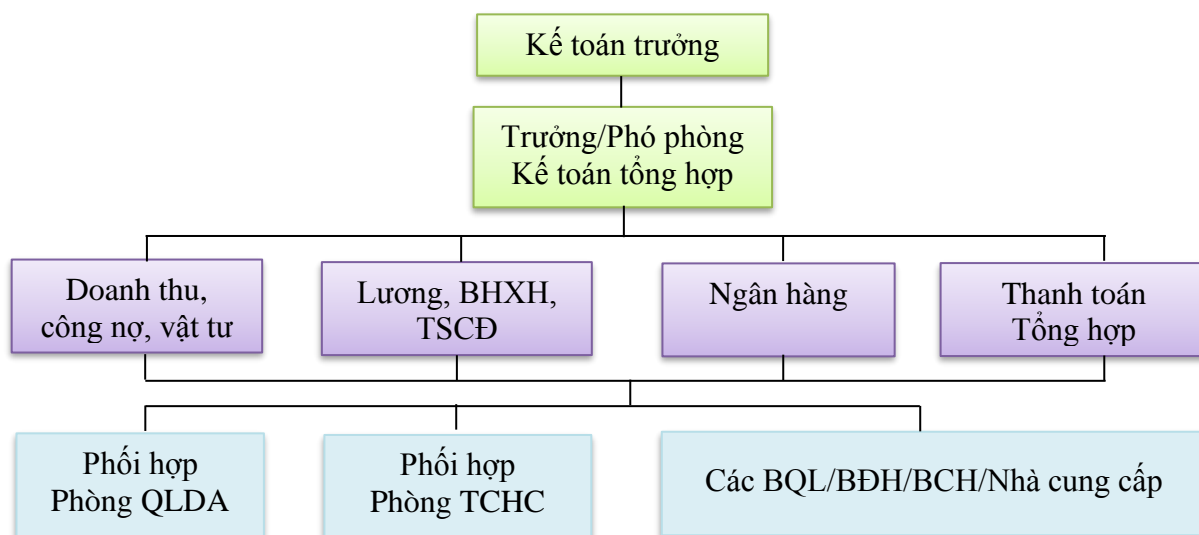 Kế toán trưởng
Trưởng/Phó phòng
Kế toán tổng hợp
Doanh thu,
công nợ, vật tư
Lương, BHXH,
TSCĐ
Ngân hàng
Thanh toán
Tổng hợp
Phối hợp
Phòng QLDA
Phối hợp
Phòng TCHC
Các BQL/BĐH/BCH/Nhà cung cấp